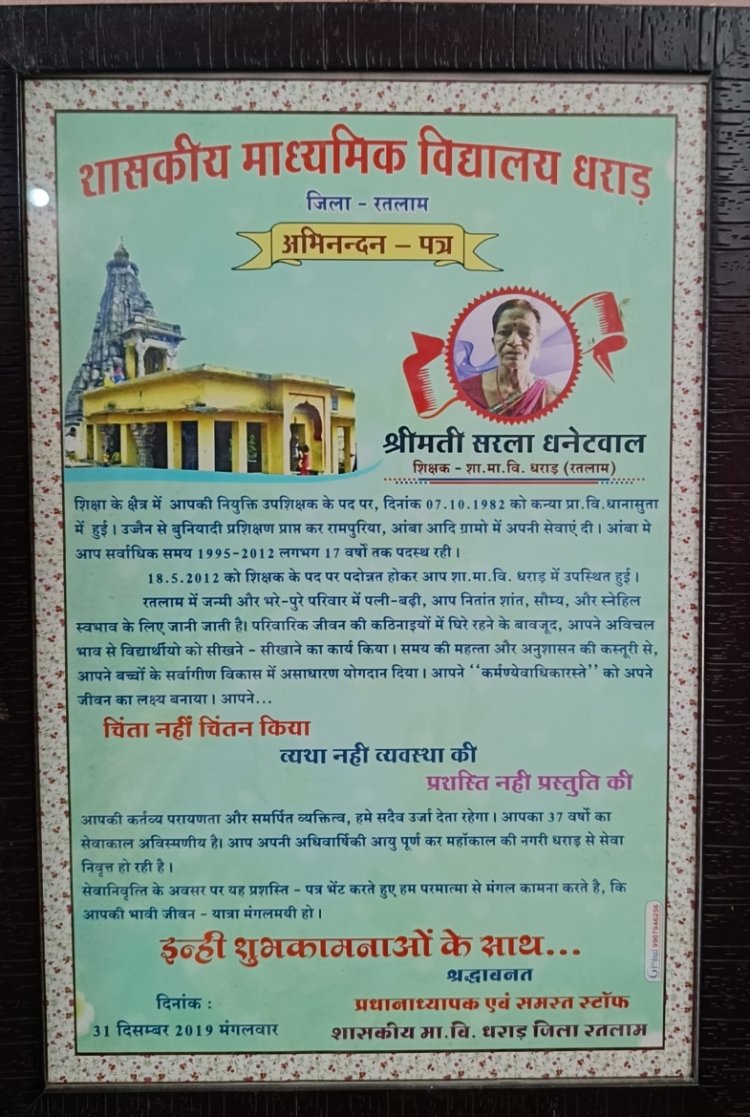 शासकीय माध्यमिक विद्यालय धराड़
जिला - रतलाम
अभिनन्दन – पत्र
श्रीमती सरला धनेटवाल
शिक्षक - शा.मा.वि. धराड़ (रतलाम)
शिक्षा के क्षैत्र में आपकी नियुक्ति उपशिक्षक के पद पर, दिनांक 07.10.1982 को कन्या प्रा.वि.धानासुता
में हुई । उज्जैन से बुनियादी प्रशिक्षण प्राप्त कर रामपुरिया, आंबा आदि ग्रामो में अपनी सेवाएं दी । आंबा मे
आप सर्वाधिक समय 1995-2012 लगभग 17 वर्षो तक पदस्थ रही ।
18.5.2012 को शिक्षक के पद पर पदोन्नत होकर आप शा.मा.वि. धराड़ में उपस्थित हुई ।
रतलाम में जन्मी और भरे-पुरे परिवार में पली-बढ़ी, आप नितांत शांत, सौम्य, और स्नेहिल
स्वभाव के लिए जानी जाती है। परिवारिक जीवन की कठिनाइयों में घिरे रहने के बावजूद, आपने अविचल
भाव से विद्यार्थीयो को सीखने - सीखाने का कार्य किया । समय की महत्ता और अनुशासन की कस्तूरी से,
आपने बच्चों के सर्वागीण विकास में असाधारण योगदान दिया । आपने ‘‘कर्मण्येवाधिकारस्ते’’ को अपने
जीवन का लक्ष्य बनाया । आपने...
चिंता नहीं चिंतन किया
व्यथा नही व्यवस्था की
प्रशस्ति नही प्रस्तुति की
आपकी कर्तव्य परायणता और समर्पित व्यक्तित्व, हमे सदैव उर्जा देता रहेगा । आपका 37 वर्षो का
सेवाकाल अविस्मणीय है। आप अपनी अधिवार्षिकी आयु पूर्ण कर महॉकाल की नगरी धराड़ से सेवा
निवृत्त हो रही है ।
सेवानिवृत्ति के अवसर पर यह प्रशस्ति - पत्र भेंट करते हुए हम परमात्मा से मंगल कामना करते है, कि
आपकी भावी जीवन - यात्रा मंगलमयी हो ।
इन्ही शुभकामनाओं के साथ...
श्रद्धावनत
दिनांक :
प्रधानाध्यापक एवं समस्त स्टॉफ
31 दिसम्बर 2019 मंगलवार
शासकीय मा.वि. धराड़ जिला रतलाम
9907946256